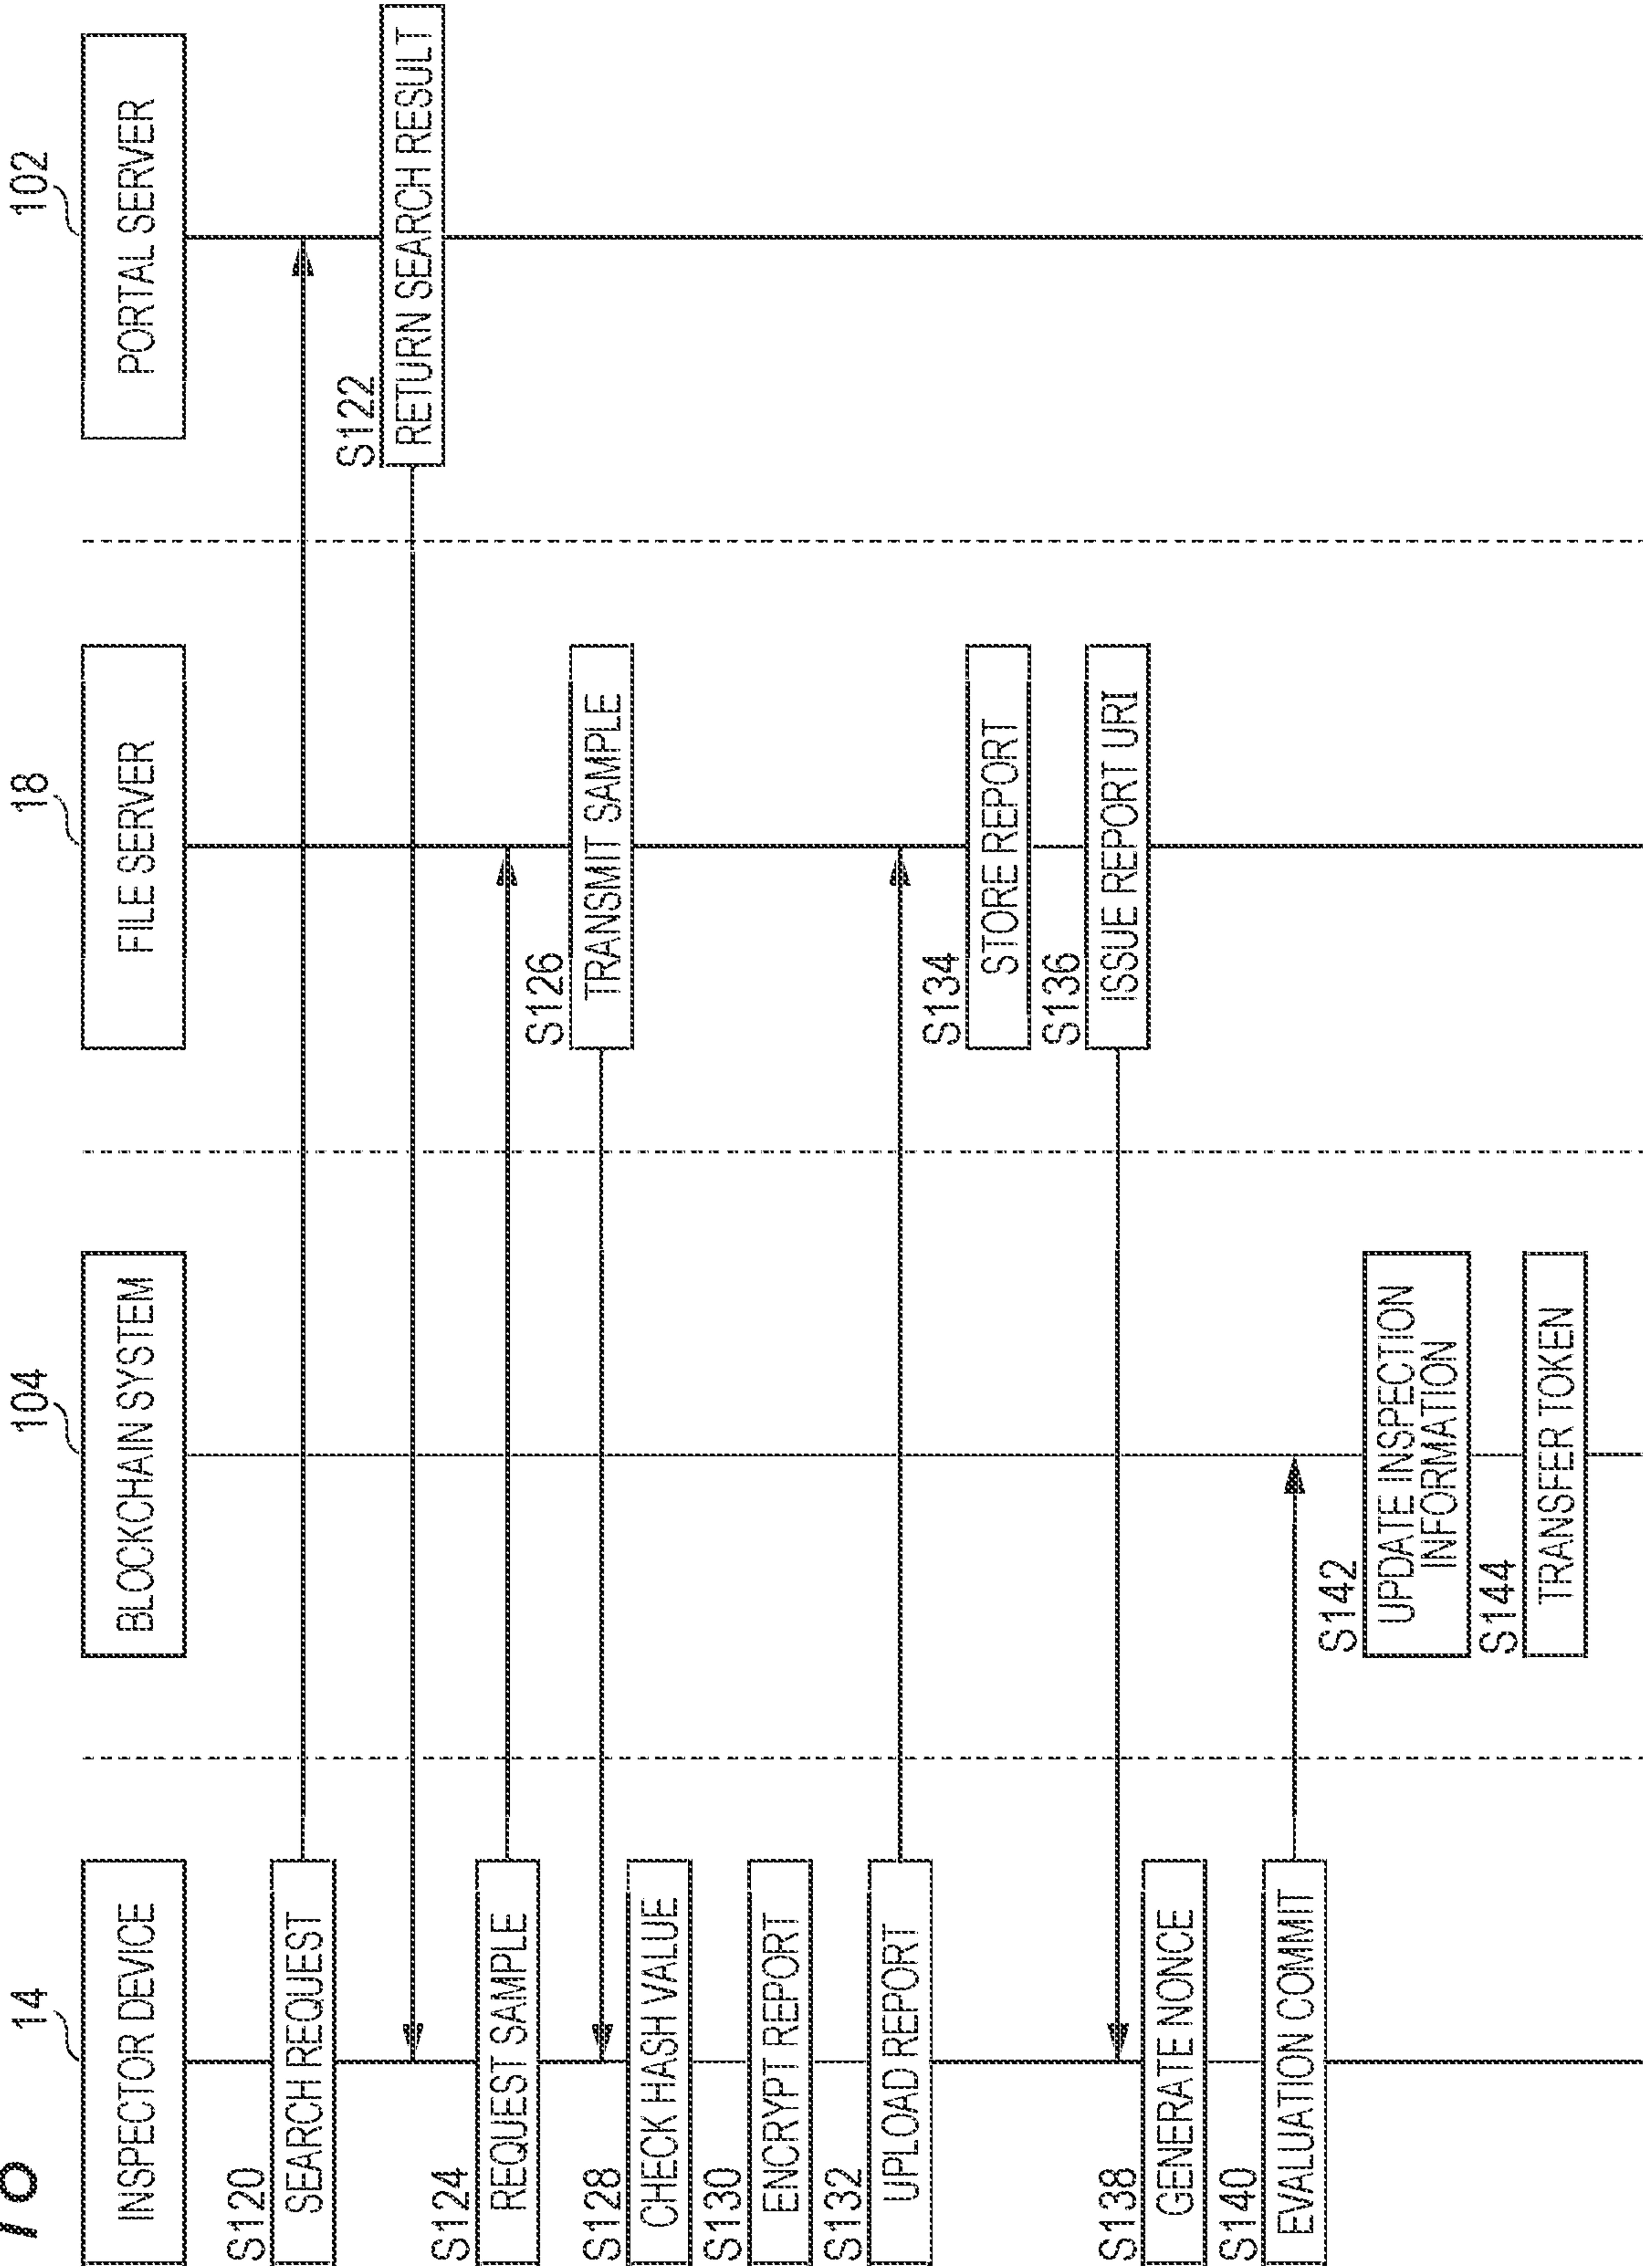 10
14
INSPECTOR DEVICE
104
BLOCKCHAIN SYSTEM
18
FILE SERVER
102
PORTAL SERVER
S120
SEARCH REQUEST
S122
RETURN SEARCH RESULT
S124
REQUEST SAMPLE
S126
TRANSMIT SAMPLE
S128
CHECK HASH VALUE
S130
ENCRYPT REPORT
S132
UPLOAD REPORT
S134
STORE REPORT
S136
ISSUE REPORT URI
S138
GENERATE NONCE
S140
EVALUATION COMMIT
S142
UPDATE INSPECTION
INFORMATION
S144
TRANSFER TOKEN